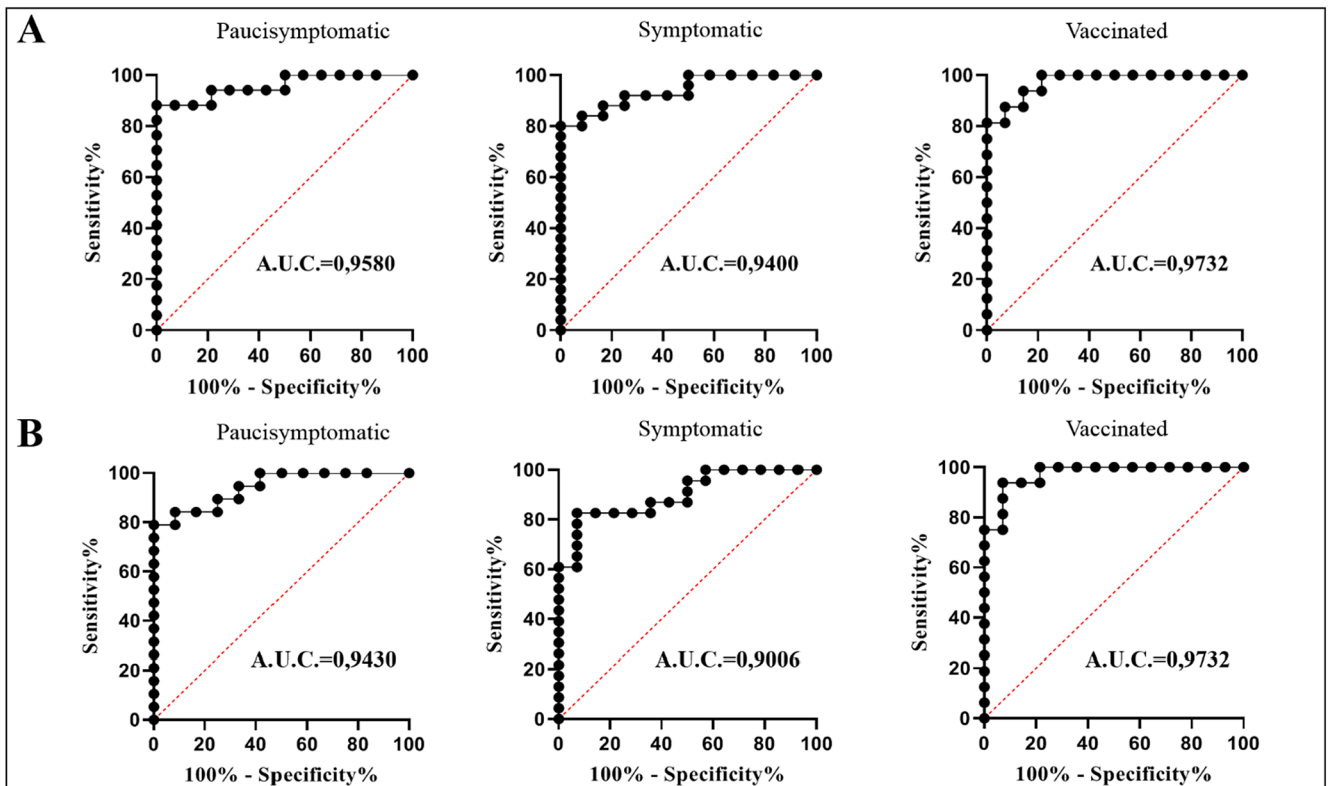 A
Paucisymptomatic
Symptomatic
Vaccinated
100
80
60
40
20
0
Sensitivity%
A.U.C.=0,9580
0 20 40 60 80 100
100% - Specificity%
100
80
60
40
20
0
Sensitivity%
A.U.C.=0,9400
0 20 40 60 80 100
100% - Specificity%
100
80
60
40
20
0
Sensitivity%
A.U.C.=0,9732
0 20 40 60 80 100
100% - Specificity%
B
Paucisymptomatic
Symptomatic
Vaccinated
100
80
60
40
20
0
Sensitivity%
A.U.C.=0,9430
0 20 40 60 80 100
100% - Specificity%
100
80
60
40
20
0
Sensitivity%
A.U.C.=0,9006
0 20 40 60 80 100
100% - Specificity%
100
80
60
40
20
0
Sensitivity%
A.U.C.=0,9732
0 20 40 60 80 100
100% - Specificity%